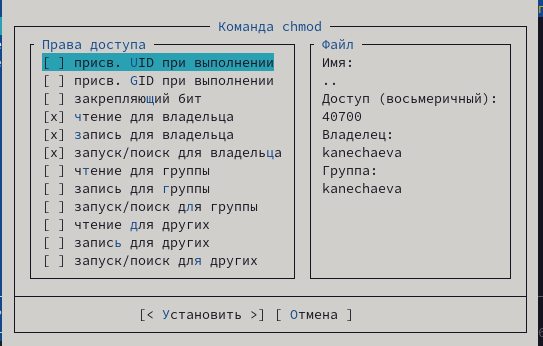 Команда chmod
Права доступа
[ ] присв. UID при выполнении
[ ] присв. GID при выполнении
[ ] закрепляющий бит
[x] чтение для владельца
[x] запись для владельца
[x] запуск/поиск для владельца
[ ] чтение для группы
[ ] запись для группы
[ ] запуск/поиск для группы
[ ] чтение для других
[ ] запись для других
[ ] запуск/поиск для других
Файл
Имя:
..
Доступ (восьмеричный):
40700
Владелец:
kanechaeva
Группа:
kanechaeva
[< Установить >] [ Отмена ]